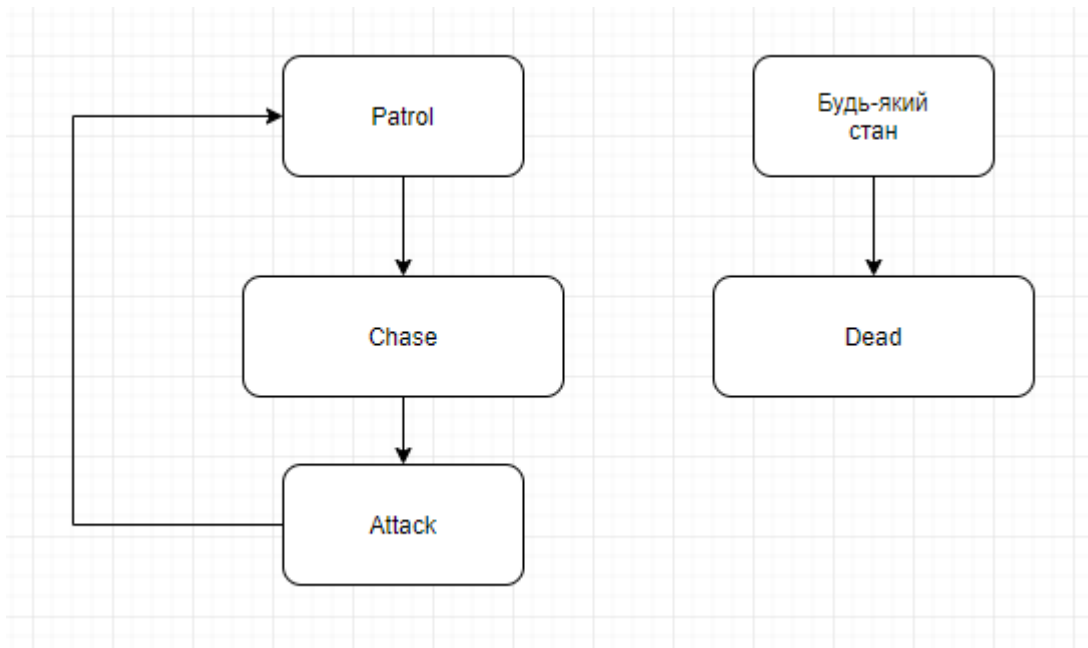 Patrol
Будь-який
стан
Chase
Dead
Attack